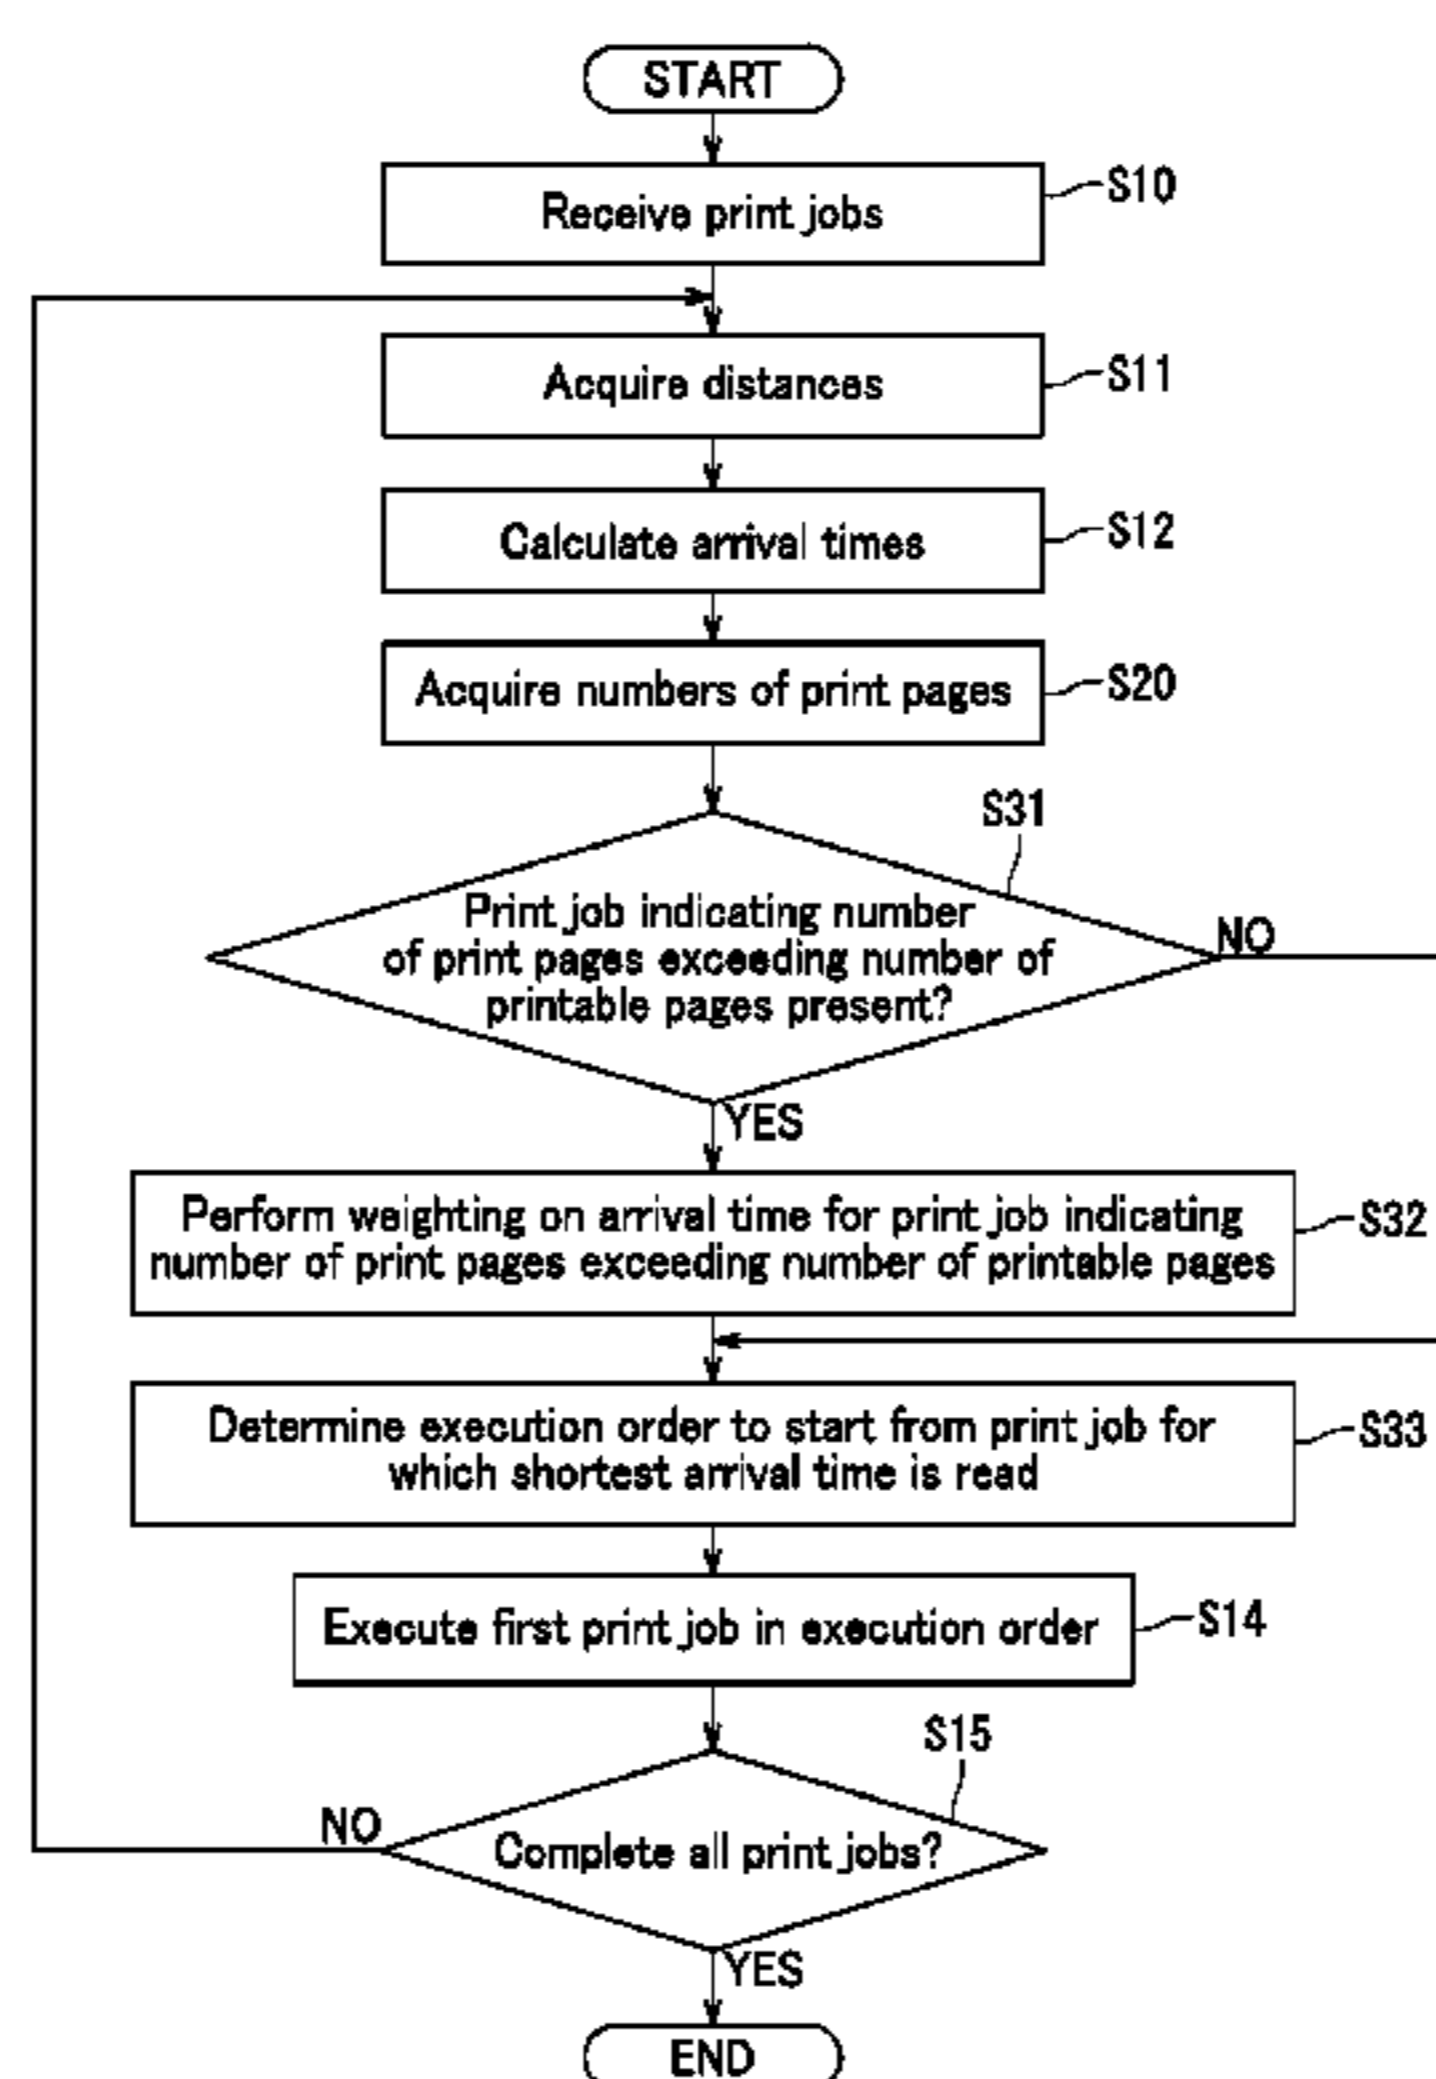 START
Receive print jobs
S10
Acquire distances
S11
Calculate arrival times
S12
Acquire numbers of print pages
S20
S31
Print job indicating number
of print pages exceeding number of
printable pages present?
NO
YES
Perform weighting on arrival time for print job indicating
number of print pages exceeding number of printable pages
S32
Determine execution order to start from print job for
which shortest arrival time is read
S33
Execute first print job in execution order
S14
S15
Complete all print jobs?
NO
YES
END